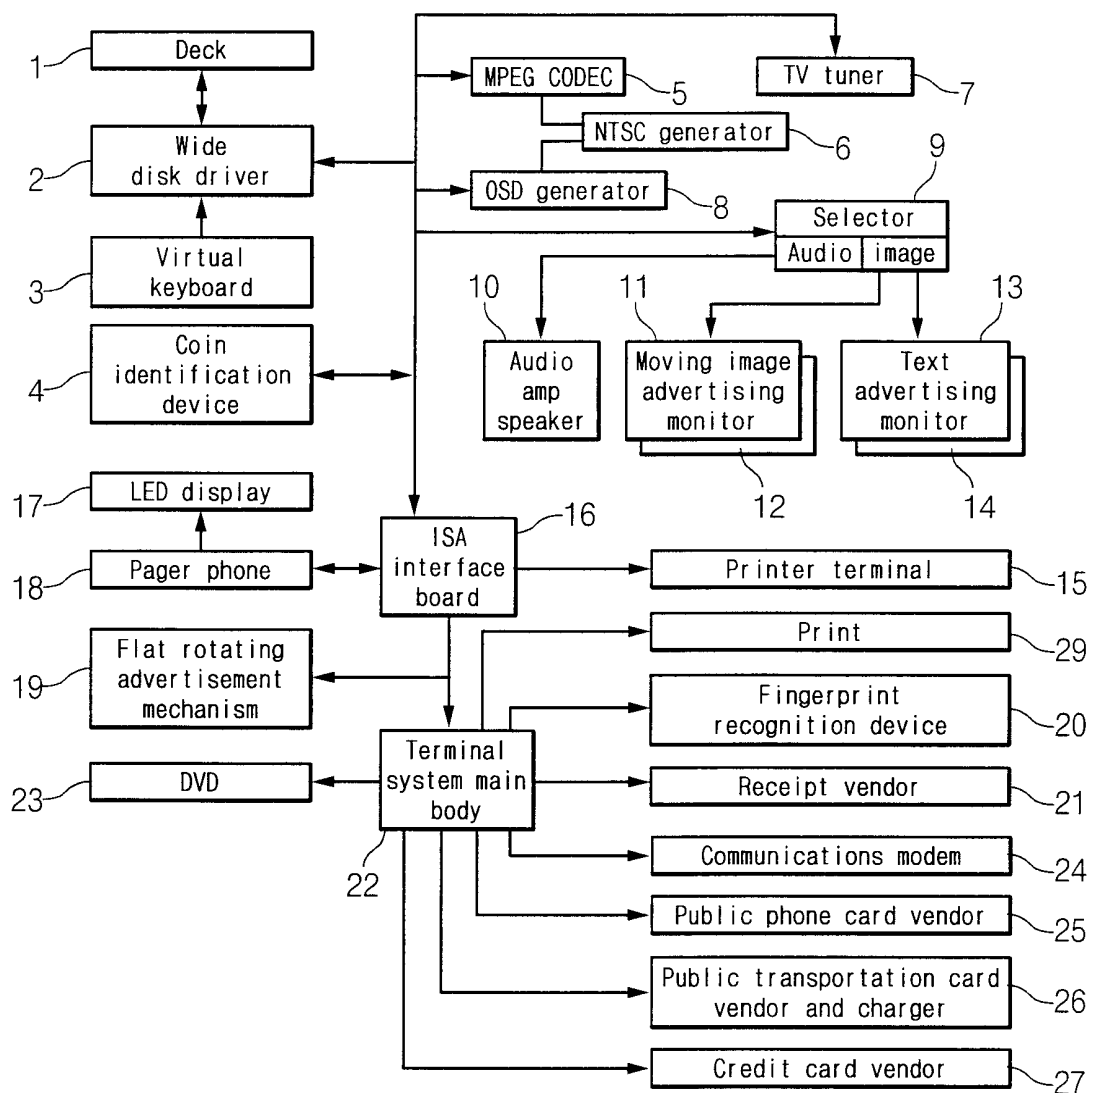 1
Deck
MPEG CODEC
5
TV tuner
7
2
Wide
disk driver
NTSC generator
6
OSD generator
8
9
Selector
Audio
image
3
Virtual
keyboard
4
Coin
identification
device
10
Audio
amp
speaker
11
Moving image
advertising
monitor
12
13
Text
advertising
monitor
14
17
LED display
16
ISA
interface
board
18
Pager phone
Printer terminal
15
Print
29
19
Flat rotating
advertisement
mechanism
Fingerprint
recognition device
20
Terminal
system main
body
22
23
DVD
Receipt vendor
21
Communications modem
24
Public phone card vendor
25
Public transportation card
vendor and charger
26
Credit card vendor
27